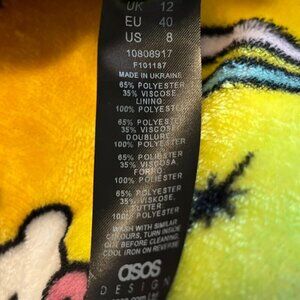 UK 12
EU 40
US 8
10808917
F101187
MADE IN UKRAINE
65% POLYESTER
35% VISCOSE
LINING:
100% POLYESTER
65% POLYESTER
35% VISCOSE
DOUBLURE:
100% POLYESTER
65% POLIESTER
35% VISCOSA,
FORRO:
100% POLIESTER
65% POLYESTER
35% VISKOSE,
FUTTER:
100% POLYESTER
WASH WITH SIMILAR
COLOURS, TURN INSIDE
OUT BEFORE CLEANING,
COOL IRON ON REVERSE
asos
DESIGN